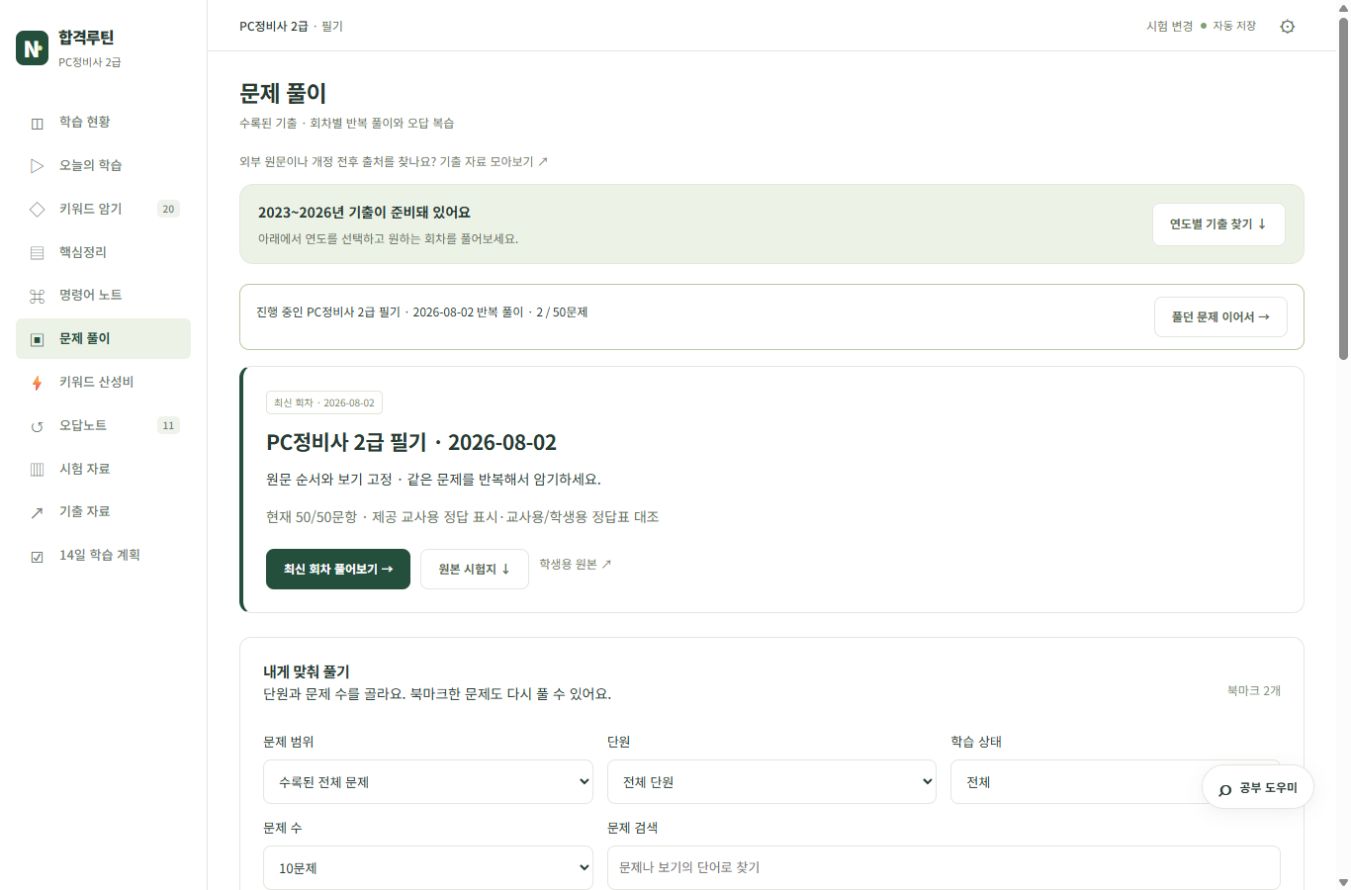 합격루틴
PC정비사 2급
학습 현황
오늘의 학습
키워드 암기 20
핵심정리
명령어 노트
문제 풀이
키워드 산성비
오답노트 11
시험 자료
기출 자료
14일 학습 계획
PC정비사 2급 · 필기
시험 변경 자동 저장
문제 풀이
수록된 기출 · 회차별 반복 풀이와 오답 복습
외부 원문이나 개정 전후 출처를 찾나요? 기출 자료 모아보기 ↗
2023~2026년 기출이 준비돼 있어요
아래에서 연도를 선택하고 원하는 회차를 풀어보세요.
연도별 기출 찾기 ↓
진행 중인 PC정비사 2급 필기 · 2026-08-02 반복 풀이 · 2 / 50문제
풀던 문제 이어서 →
최신 회차 · 2026-08-02
PC정비사 2급 필기 · 2026-08-02
원문 순서와 보기 고정 · 같은 문제를 반복해서 암기하세요.
현재 50/50문항 · 제공 교사용 정답 표시·교사용/학생용 정답표 대조
최신 회차 풀어보기 →
원본 시험지 ↓
학생용 원본 ↗
내게 맞춰 풀기
단원과 문제 수를 골라요. 북마크한 문제도 다시 풀 수 있어요.
북마크 2개
문제 범위
수록된 전체 문제
단원
전체 단원
학습 상태
전체
공부 도우미
문제 수
10문제
문제 검색
문제나 보기의 단어로 찾기